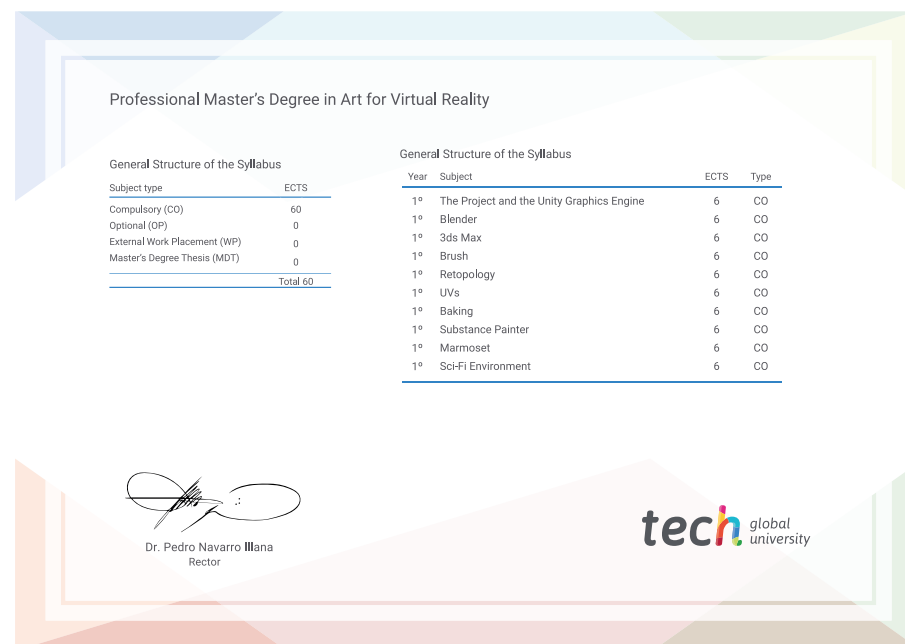 Professional Master's Degree in Art for Virtual Reality
General Structure of the Syllabus
Subject type ECTS
Compulsory (CO) 60
Optional (OP) 0
External Work Placement (WP) 0
Master's Degree Thesis (MDT) 0
Total 60
General Structure of the Syllabus
Year Subject ECTS Type
1º The Project and the Unity Graphics Engine 6 CO
1º Blender 6 CO
1º 3ds Max 6 CO
1º Brush 6 CO
1º Retopology 6 CO
1º UVs 6 CO
1º Baking 6 CO
1º Substance Painter 6 CO
1º Marmoset 6 CO
1º Sci-Fi Environment 6 CO
Dr. Pedro Navarro Illana
Rector
tech global
university